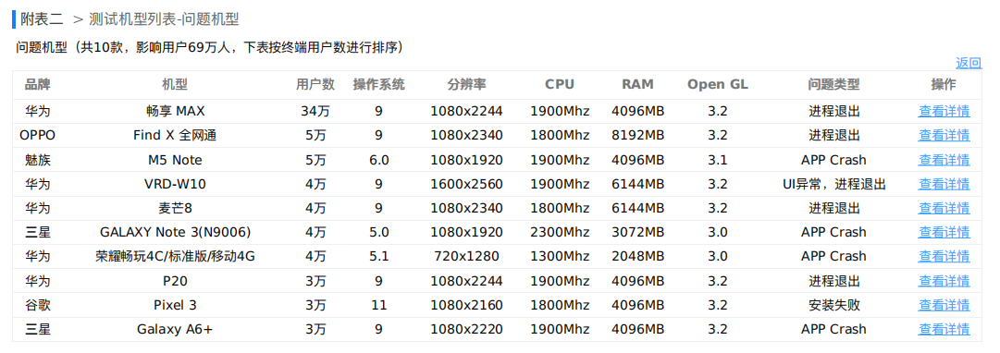 附表二 > 测试机型列表-问题机型
问题机型（共10款，影响用户69万人，下表按终端用户数进行排序）
返回
品牌 机型 用户数 操作系统 分辨率 CPU RAM Open GL 问题类型 操作
华为 畅享 MAX 34万 9 1080x2244 1900Mhz 4096MB 3.2 进程退出 查看详情
OPPO Find X 全网通 5万 9 1080x2340 1800Mhz 8192MB 3.2 进程退出 查看详情
魅族 M5 Note 5万 6.0 1080x1920 1900Mhz 4096MB 3.1 APP Crash 查看详情
华为 VRD-W10 4万 9 1600x2560 1900Mhz 6144MB 3.2 UI异常，进程退出 查看详情
华为 麦芒8 4万 9 1080x2340 1800Mhz 6144MB 3.2 进程退出 查看详情
三星 GALAXY Note 3(N9006) 4万 5.0 1080x1920 2300Mhz 3072MB 3.0 APP Crash 查看详情
华为 荣耀畅玩4C/标准版/移动4G 4万 5.1 720x1280 1300Mhz 2048MB 3.0 APP Crash 查看详情
华为 P20 3万 9 1080x2244 1900Mhz 4096MB 3.2 进程退出 查看详情
谷歌 Pixel 3 3万 11 1080x2160 1800Mhz 4096MB 3.2 安装失败 查看详情
三星 Galaxy A6+ 3万 9 1080x2220 1900Mhz 4096MB 3.2 APP Crash 查看详情